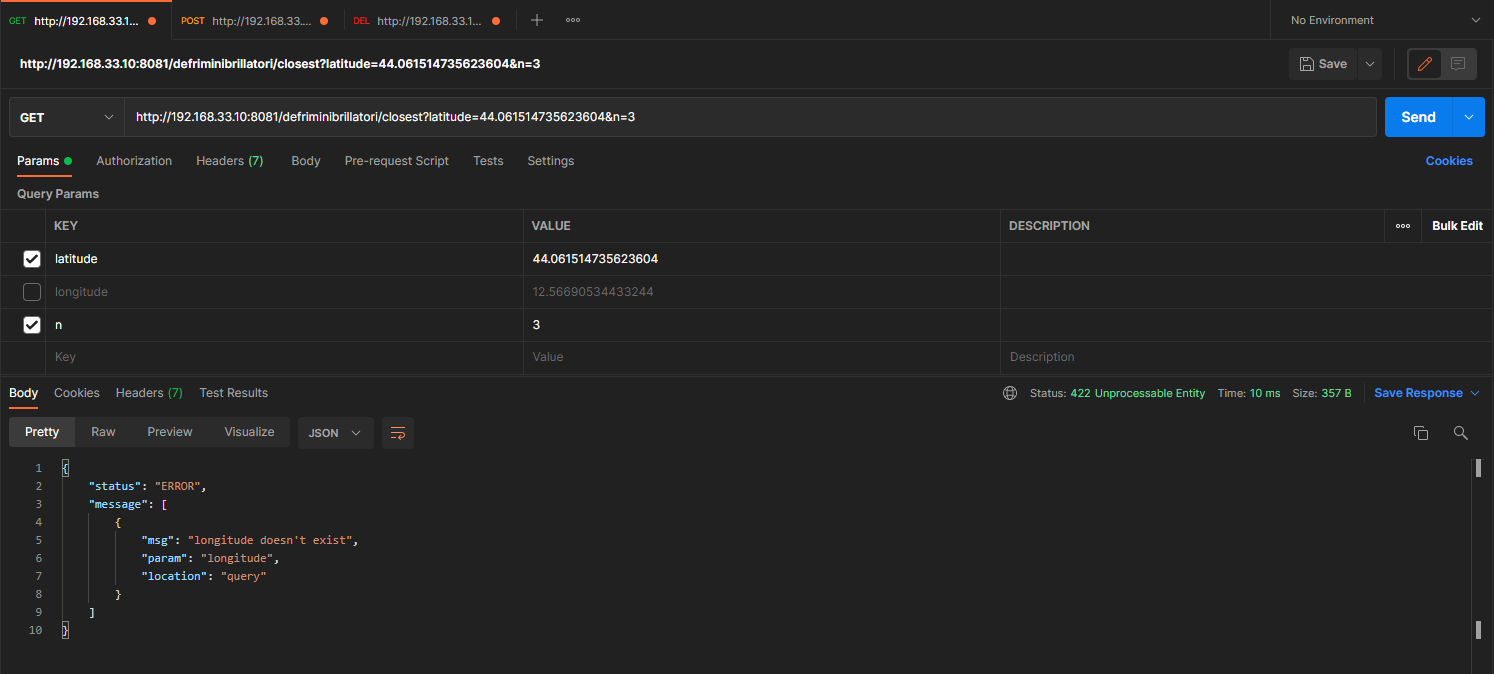 GET http://192.168.33.1... POST http://192.168.33.... DEL http://192.168.33.1... No Environment
http://192.168.33.10:8081/defriminibrillatori/closest?latitude=44.061514735623604&n=3 Save
GET http://192.168.33.10:8081/defriminibrillatori/closest?latitude=44.061514735623604&n=3 Send
Params Authorization Headers (7) Body Pre-request Script Tests Settings Cookies
Query Params
KEY VALUE DESCRIPTION Bulk Edit
latitude 44.061514735623604
longitude 12.56690534433244
n 3
Key Value Description
Body Cookies Headers (7) Test Results Status: 422 Unprocessable Entity Time: 10 ms Size: 357 B Save Response
Pretty Raw Preview Visualize JSON
1 {
2 "status": "ERROR",
3 "message": [
4 {
5 "msg": "longitude doesn't exist",
6 "param": "longitude",
7 "location": "query"
8 }
9 ]
10 }